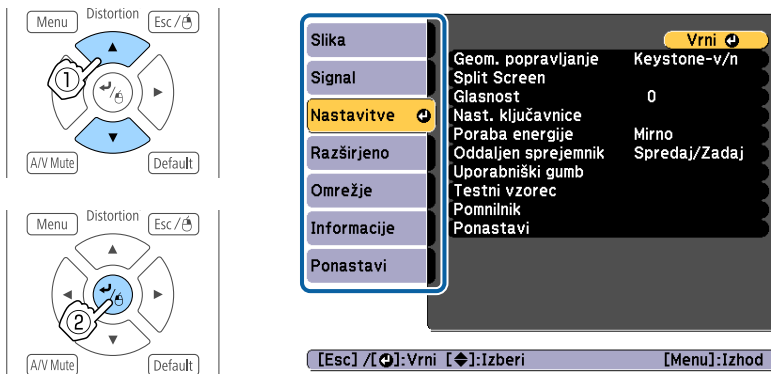 Menu
Distortion
Esc/
1
A/V Mute
Default
Menu
Distortion
Esc/
2
A/V Mute
Default
Slika
Signal
Nastavitve
Razširjeno
Omrežje
Informacije
Ponastavi
Vrni
Geom. popravljanje Keystone-v/n
Split Screen
Glasnost 0
Nast. ključavnice
Poraba energije Mirno
Oddaljen sprejemnik Spredaj/Zadaj
Uporabniški gumb
Testni vzorec
Pomnilnik
Ponastavi
[Esc] /[⏎]:Vrni [◆]:Izberi [Menu]:Izhod